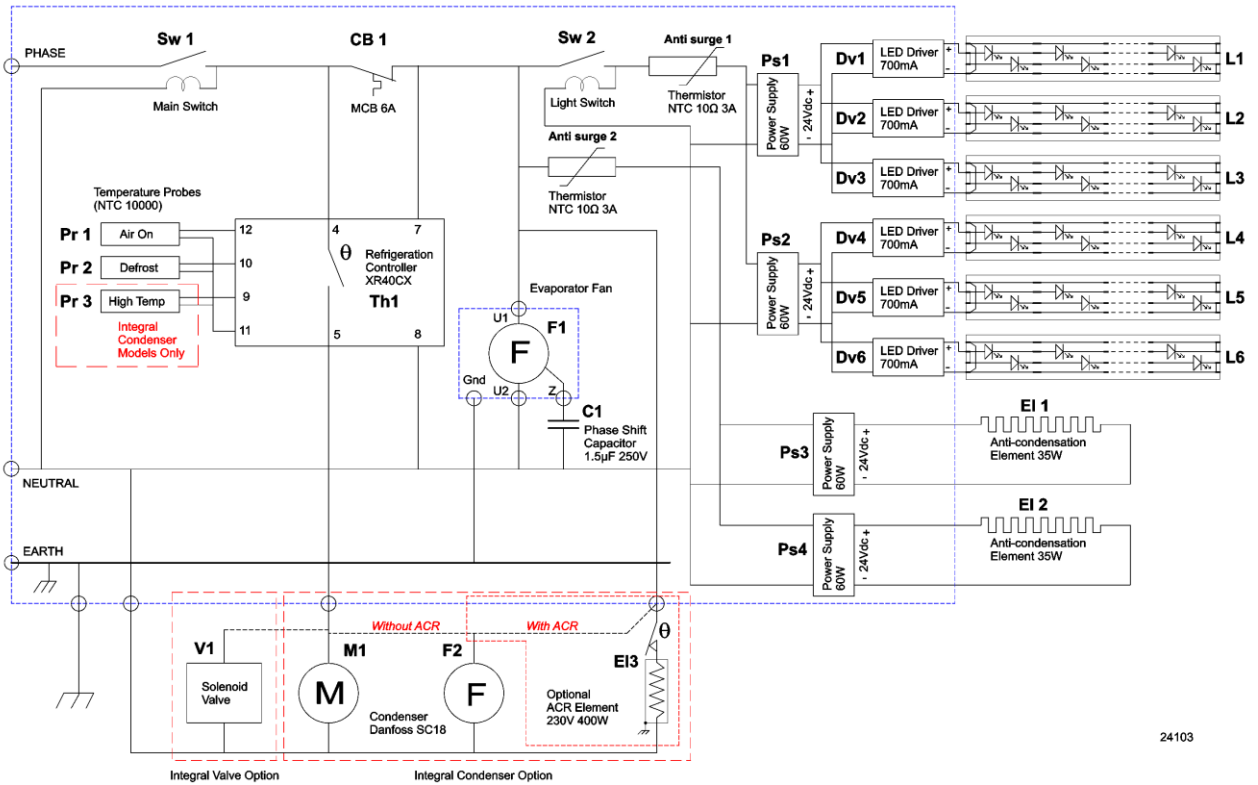 Sw 1
CB 1
Sw 2
Anti surge 1
PHASE
Main Switch
MCB 6A
Light Switch
Thermistor
NTC 10Ω 3A
Anti surge 2
Thermistor
NTC 10Ω 3A
Ps1
Power Supply
60W
- 24Vdc +
Dv1
LED Driver
700mA
+
-
L1
Dv2
LED Driver
700mA
+
-
L2
Dv3
LED Driver
700mA
+
-
L3
Ps2
Power Supply
60W
- 24Vdc +
Dv4
LED Driver
700mA
+
-
L4
Dv5
LED Driver
700mA
+
-
L5
Dv6
LED Driver
700mA
+
-
L6
Temperature Probes
(NTC 10000)
Pr 1
Air On
Pr 2
Defrost
Pr 3
High Temp
Integral
Condenser
Models Only
12
10
9
11
4
7
θ
Refrigeration
Controller
XR40CX
Th1
5
8
Evaporator Fan
U1
F1
F
Gnd
U2
Z
C1
Phase Shift
Capacitor
1.5µF 250V
Ps3
Power Supply
60W
- 24Vdc +
El 1
Anti-condensation
Element 35W
Ps4
Power Supply
60W
- 24Vdc +
El 2
Anti-condensation
Element 35W
NEUTRAL
EARTH
Without ACR
With ACR
V1
Solenoid
Valve
M1
M
Condenser
Danfoss SC18
F2
F
θ
El3
Optional
ACR Element
230V 400W
Integral Valve Option
Integral Condenser Option
24103